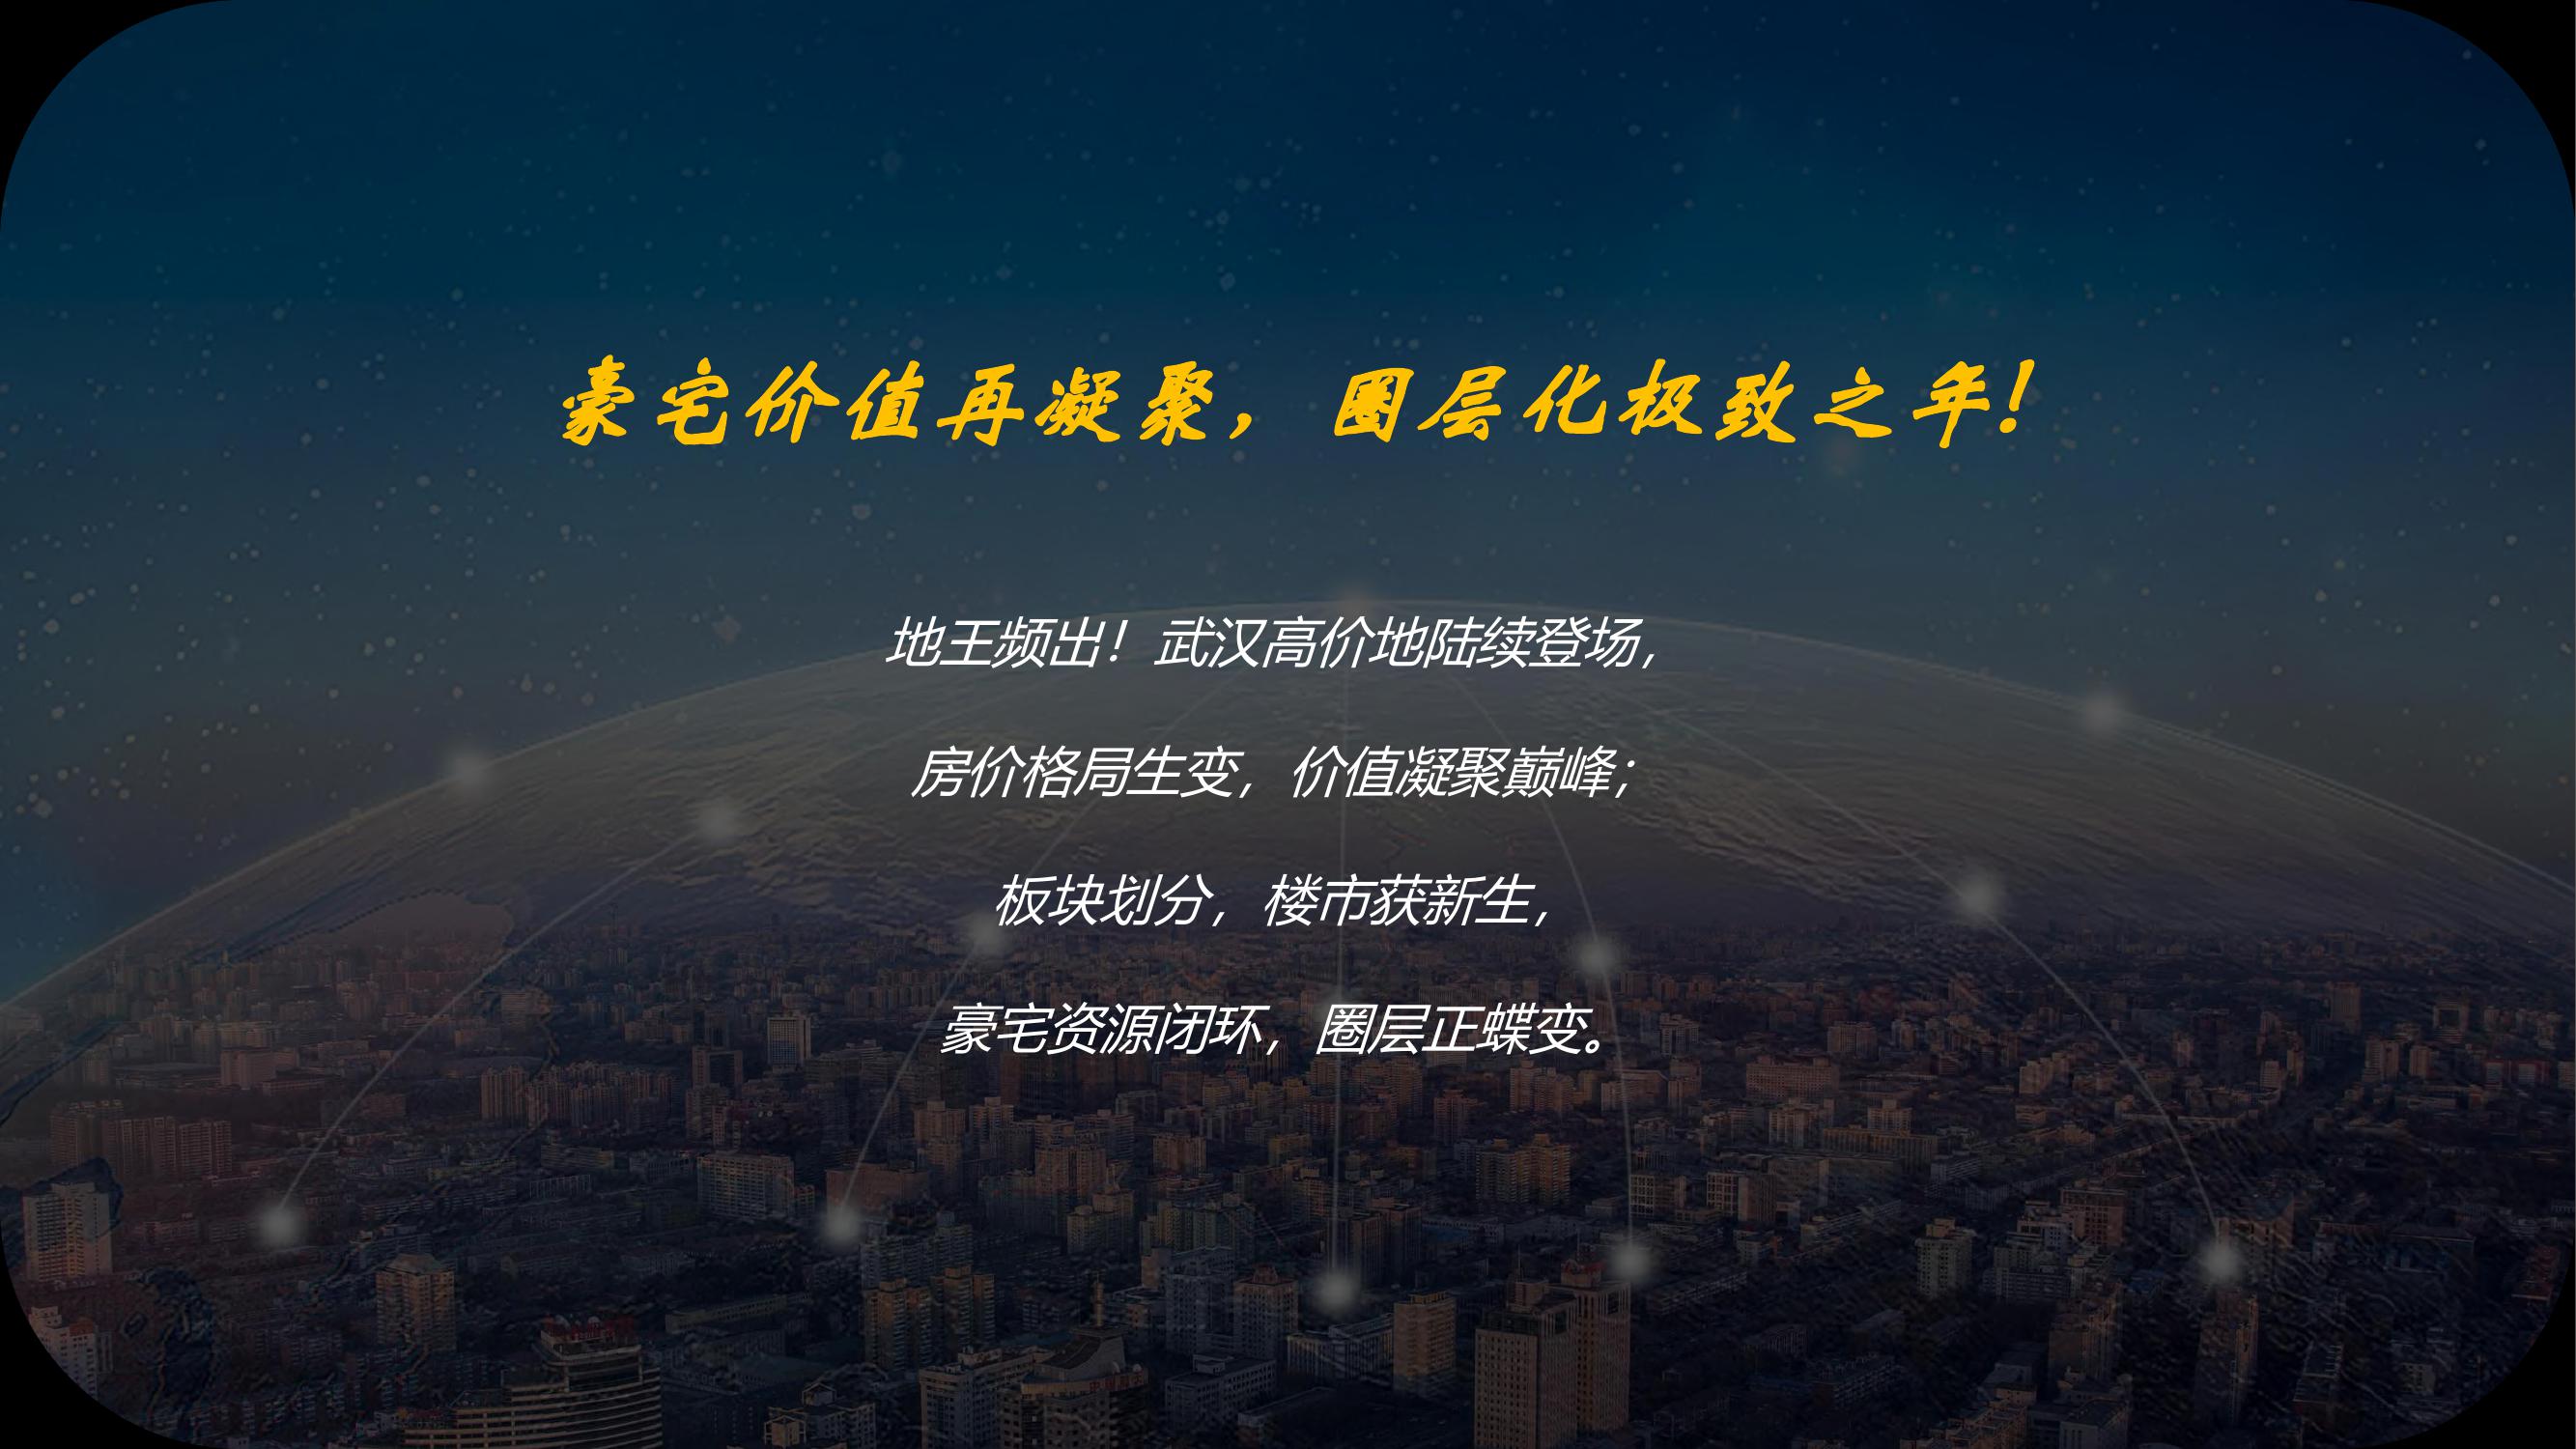 豪宅价值再凝聚，圈层化极致之年!
地王频出！武汉高价地陆续登场，
房价格局生变，价值凝聚巅峰；
板块划分，楼市获新生，
豪宅资源闭环，圈层正蝶变。